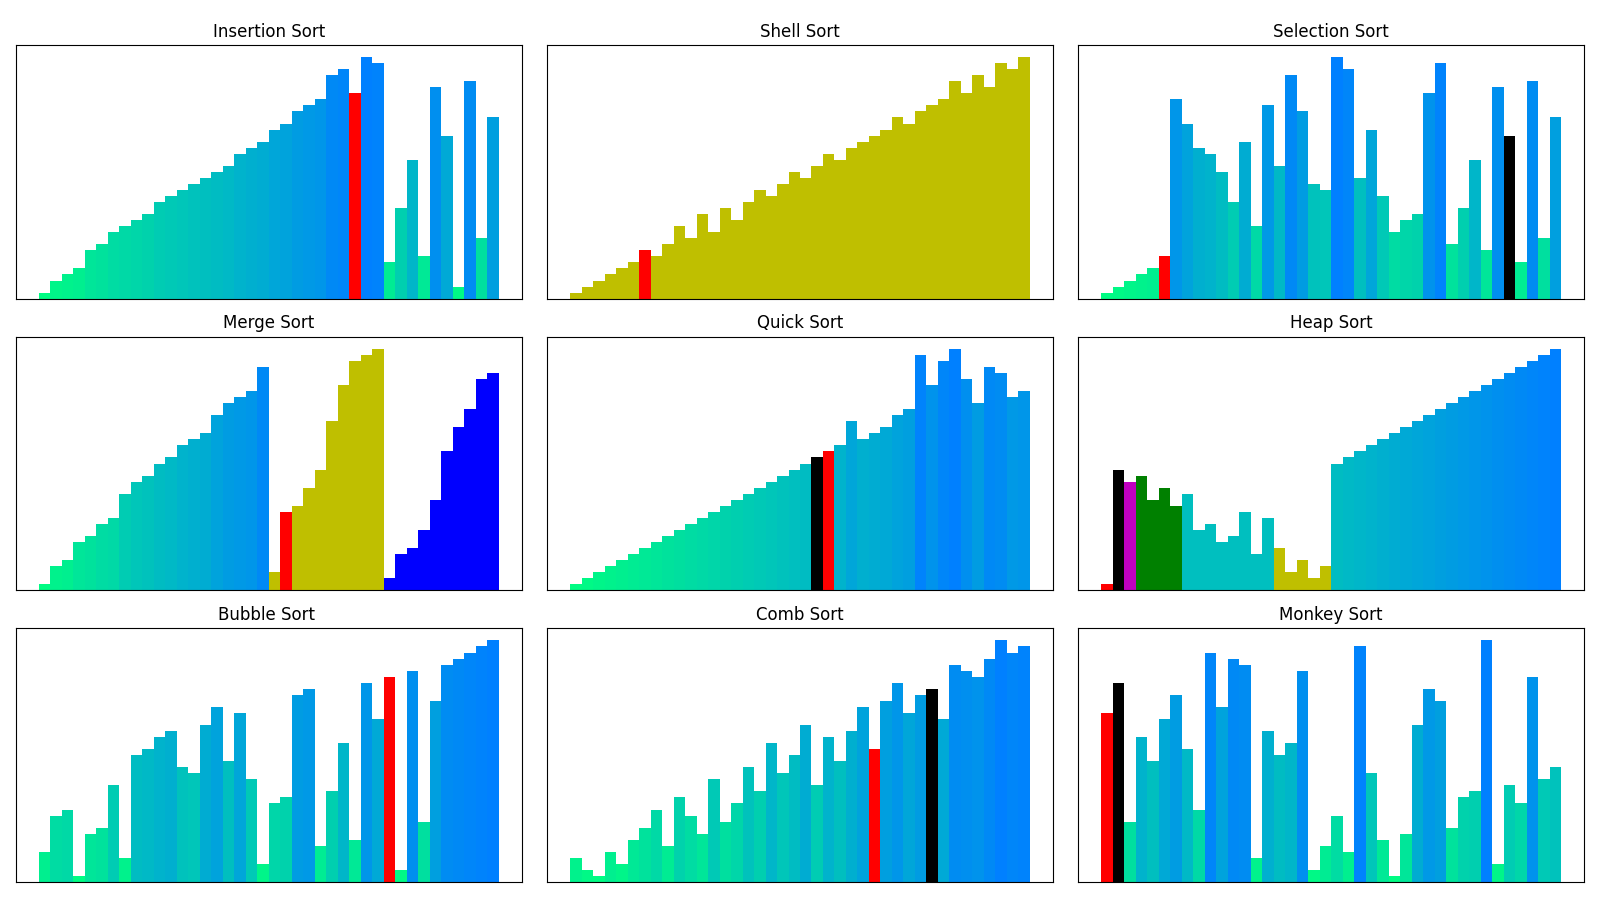 Insertion Sort
Shell Sort
Selection Sort
Merge Sort
Quick Sort
Heap Sort
Bubble Sort
Comb Sort
Monkey Sort